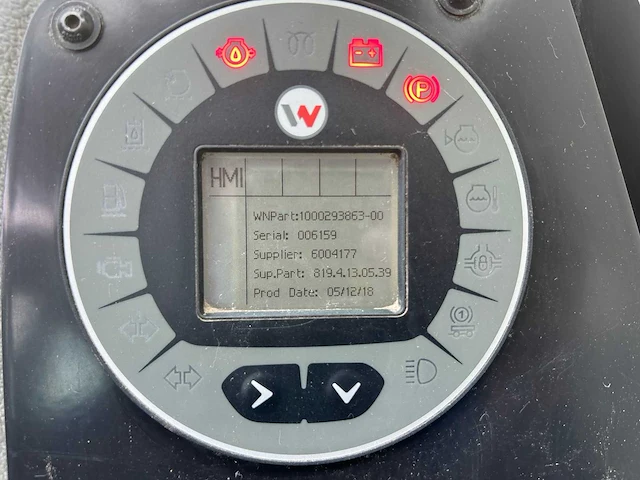 P
HMI
WNPart:1000293863-00
Serial: 006159
Supplier: 6004177
Sup.Part: 819.4.13.05.39
Prod Date: 05/12/18